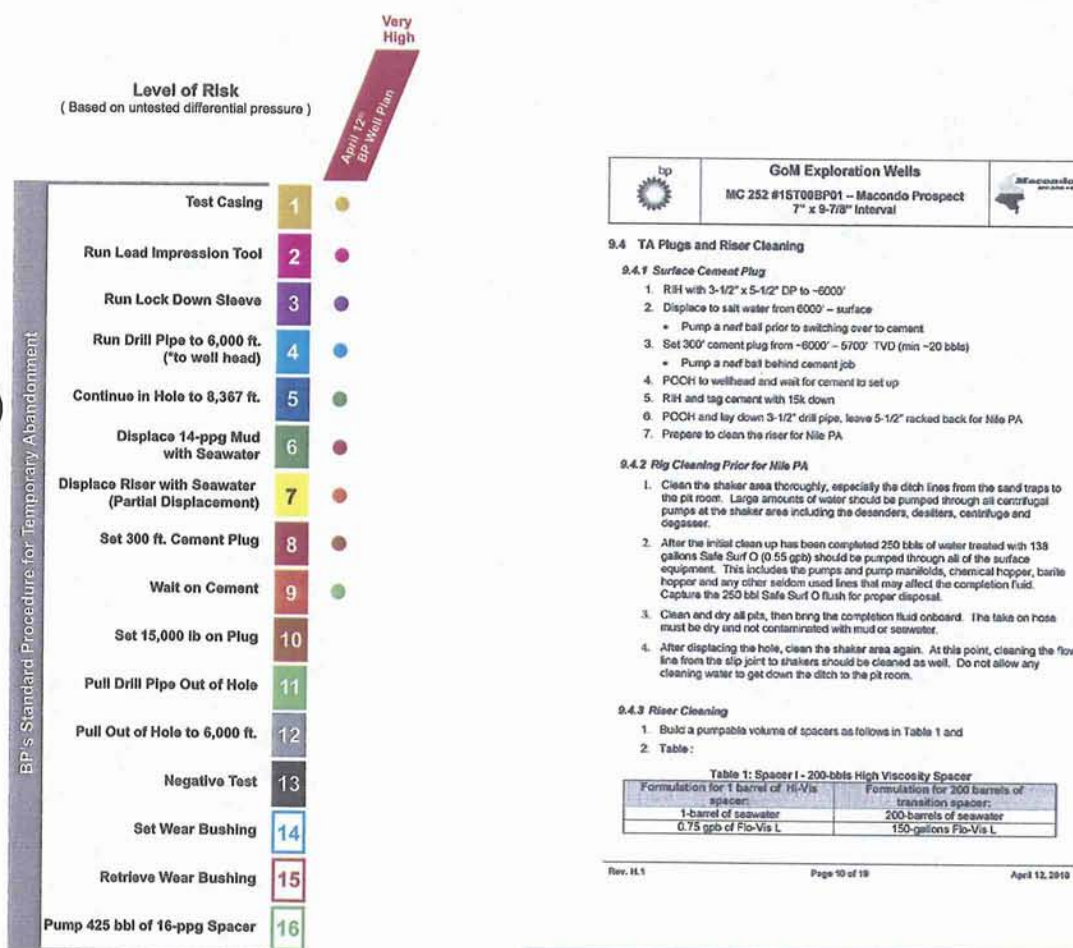 Very
High
Level of Risk
( Based on untested differential pressure )
April 12th
BP Well Plan
BP's Standard Procedure for Temporary Abandonment
Test Casing 1
Run Lead Impression Tool 2
Run Lock Down Sleeve 3
Run Drill Pipe to 6,000 ft. 4
(*to well head)
Continue in Hole to 8,367 ft. 5
Displace 14-ppg Mud 6
with Seawater
Displace Riser with Seawater 7
(Partial Displacement)
Set 300 ft. Cement Plug 8
Wait on Cement 9
Set 15,000 lb on Plug 10
Pull Drill Pipe Out of Hole 11
Pull Out of Hole to 6,000 ft. 12
Negative Test 13
Set Wear Bushing 14
Retrieve Wear Bushing 15
Pump 425 bbl of 16-ppg Spacer 16
bp
GoM Exploration Wells
MC 252 #1ST00BP01 – Macondo Prospect
7" x 9-7/8" Interval
Macondo
9.4 TA Plugs and Riser Cleaning
9.4.1 Surface Cement Plug
1. RIH with 3-1/2" x 5-1/2" DP to ~6000'
2. Displace to salt water from 6000' – surface
• Pump a nerf ball prior to switching over to cement
3. Set 300' cement plug from ~6000' – 5700' TVD (min ~20 bbls)
• Pump a nerf ball behind cement job
4. POOH to wellhead and wait for cement to set up
5. RIH and tag cement with 15k down
6. POOH and lay down 3-1/2" drill pipe, leave 5-1/2" racked back for Nile PA
7. Prepare to clean the riser for Nile PA
9.4.2 Rig Cleaning Prior for Nile PA
1. Clean the shaker area thoroughly, especially the ditch lines from the sand traps to
the pit room. Large amounts of water should be pumped through all centrifugal
pumps at the shaker area including the desanders, desilters, centrifuge and
degasser.
2. After the initial clean up has been completed 250 bbls of water treated with 138
gallons Safe Surf O (0.55 gpb) should be pumped through all of the surface
equipment. This includes the pumps and pump manifolds, chemical hopper, barite
hopper and any other seldom used lines that may affect the completion fluid.
Capture the 250 bbl Safe Surf O flush for proper disposal.
3. Clean and dry all pits, then bring the completion fluid onboard. The take on hose
must be dry and not contaminated with mud or seawater.
4. After displacing the hole, clean the shaker area again. At this point, cleaning the flow
line from the slip joint to shakers should be cleaned as well. Do not allow any
cleaning water to get down the ditch to the pit room.
9.4.3 Riser Cleaning
1. Build a pumpable volume of spacers as follows in Table 1 and
2. Table :
Table 1: Spacer I - 200-bbls High Viscosity Spacer
Formulation for 1 barrel of Hi-Vis Formulation for 200 barrels of
spacer: transition spacer:
1-barrel of seawater 200-barrels of seawater
0.75 gpb of Flo-Vis L 150-gallons Flo-Vis L
Rev. H.1 Page 10 of 19 April 12, 2010